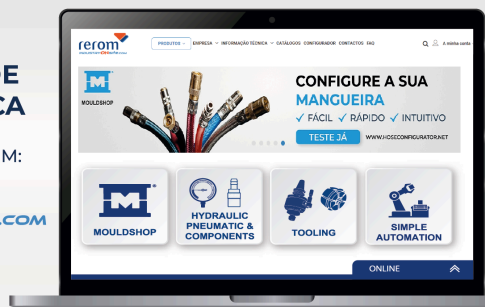 DE
CA
M:
.COM
rerom
PRODUTOS
EMPRESA
INFORMAÇÃO TÉCNICA
CATÁLOGOS
CONFIGURADOR
CONTACTOS
FAQ
A minha conta
M
MOULDSHOP
CONFIGURE A SUA
MANGUEIRA
✓ FÁCIL ✓ RÁPIDO ✓ INTUITIVO
TESTE JÁ
WWW.HOSECONFIGURATOR.NET
M
MOULDSHOP
HYDRAULIC
PNEUMATIC &
COMPONENTS
TOOLING
SIMPLE
AUTOMATION
ONLINE